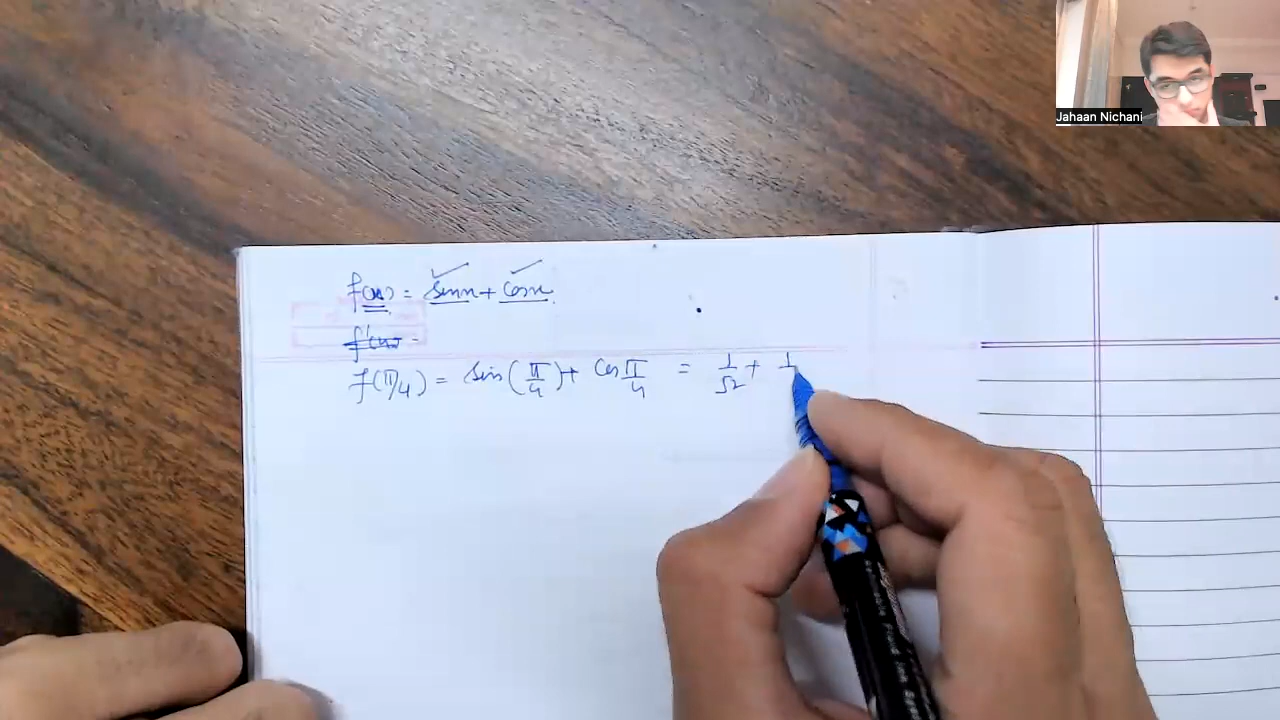 Jahaan Nichani
f(x) = sinx + cosx
f'(x) =
f(π/4) = sin(π/4) + cos π/4 = 1/√2 + 1